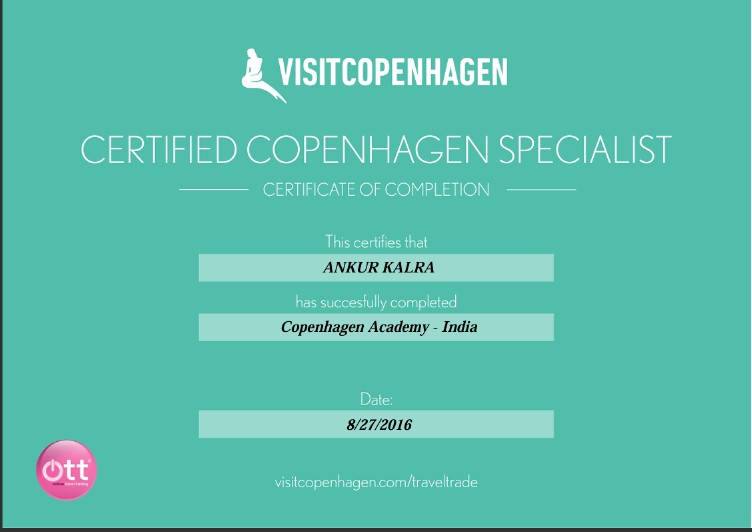 VISITCOPENHAGEN
CERTIFIED COPENHAGEN SPECIALIST
CERTIFICATE OF COMPLETION
This certifies that
ANKUR KALRA
has succesfully completed
Copenhagen Academy - India
Date:
8/27/2016
ott
visitcopenhagen.com/traveltrade